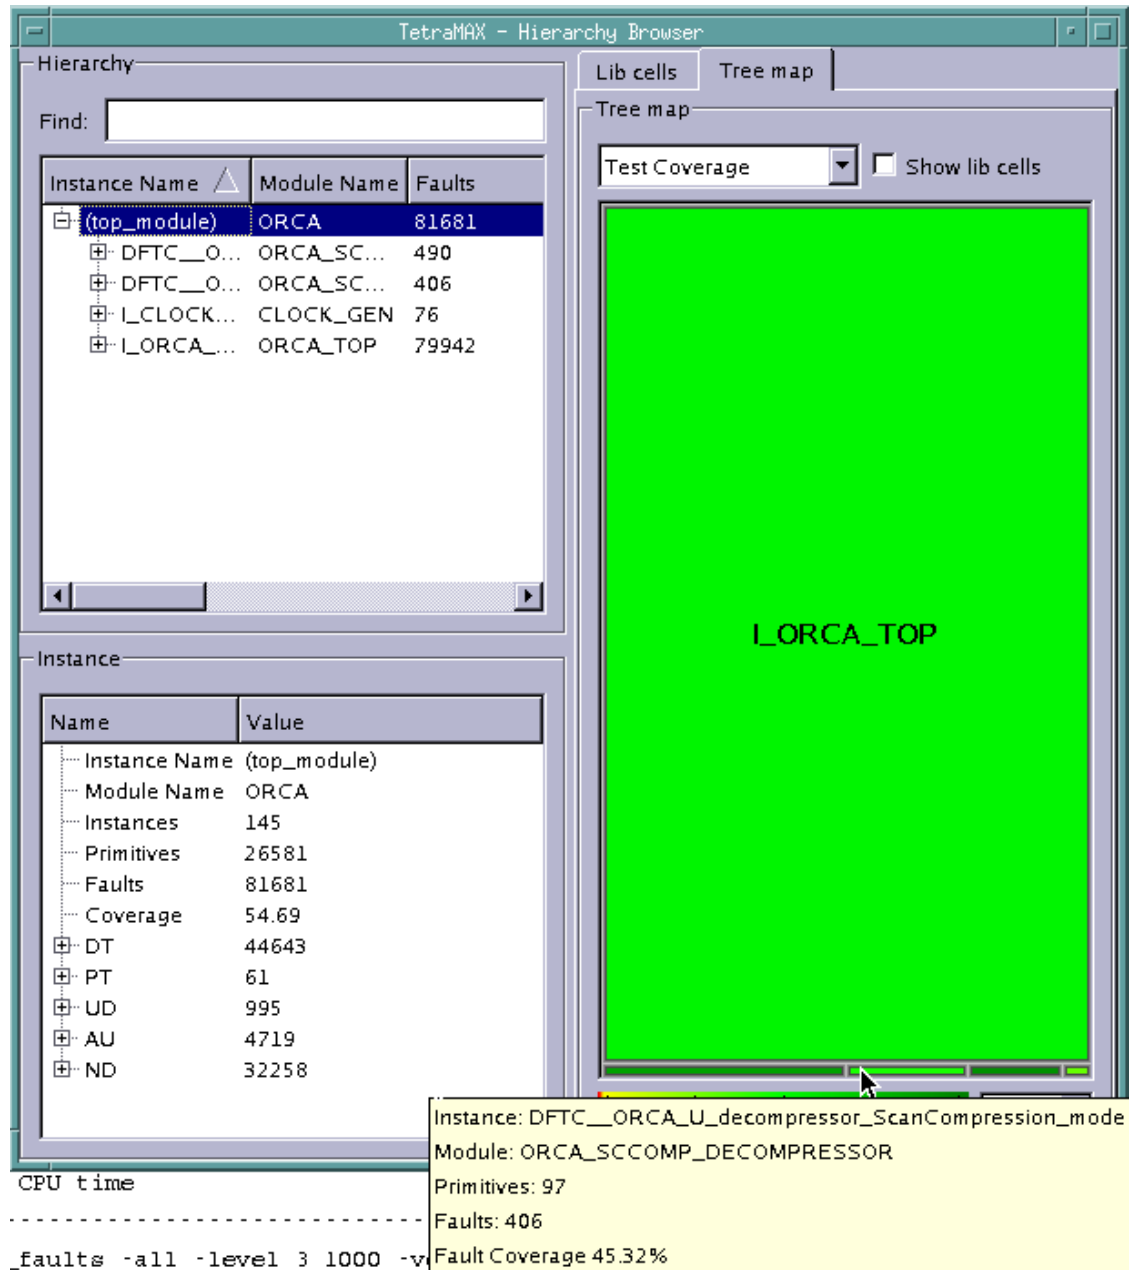 TetraMAX - Hierarchy Browser
Hierarchy
Find:
Instance Name Module Name Faults
(top_module) ORCA 81681
DFTC__O... ORCA_SC... 490
DFTC__O... ORCA_SC... 406
I_CLOCK... CLOCK_GEN 76
I_ORCA_... ORCA_TOP 79942
Instance
Name Value
Instance Name (top_module)
Module Name ORCA
Instances 145
Primitives 26581
Faults 81681
Coverage 54.69
DT 44643
PT 61
UD 995
AU 4719
ND 32258
Lib cells Tree map
Tree map
Test Coverage Show lib cells
I_ORCA_TOP
Instance: DFTC__ORCA_U_decompressor_ScanCompression_mode
Module: ORCA_SCCOMP_DECOMPRESSOR
Primitives: 97
Faults: 406
Fault Coverage 45.32%
CPU time
--------------------------------
_faults -all -level 3 1000 -v